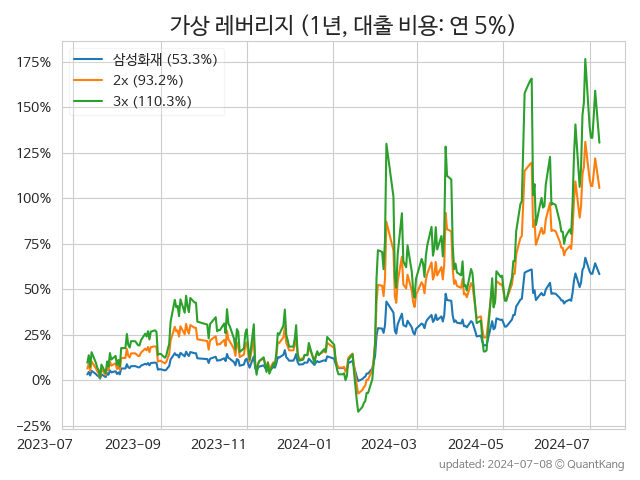 가상 레버리지 (1년, 대출 비용: 연 5%)
삼성화재 (53.3%)
2x (93.2%)
3x (110.3%)
175%
150%
125%
100%
75%
50%
25%
0%
−25%
2023-07 2023-09 2023-11 2024-01 2024-03 2024-05 2024-07
updated: 2024-07-08 © QuantKang